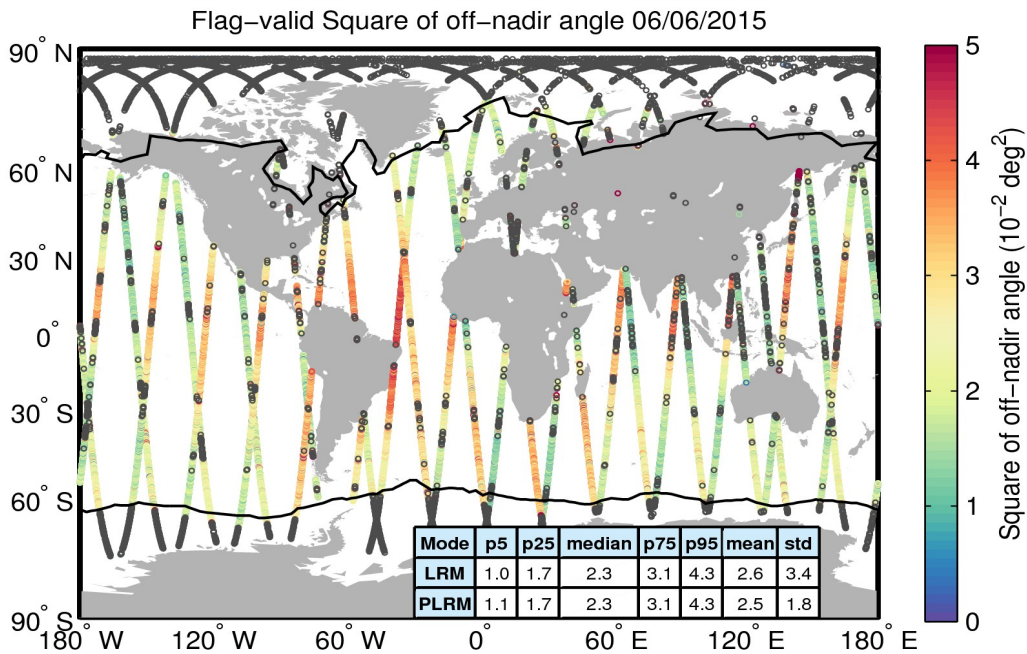 Flag−valid Square of off−nadir angle 06/06/2015
90° N
60° N
30° N
0°
30° S
60° S
90° S
180° W
120° W
60° W
0°
60° E
120° E
180° E
Mode p5 p25 median p75 p95 mean std
LRM 1.0 1.7 2.3 3.1 4.3 2.6 3.4
PLRM 1.1 1.7 2.3 3.1 4.3 2.5 1.8
5
4
3
2
1
0
Square of off−nadir angle (10⁻² deg²)